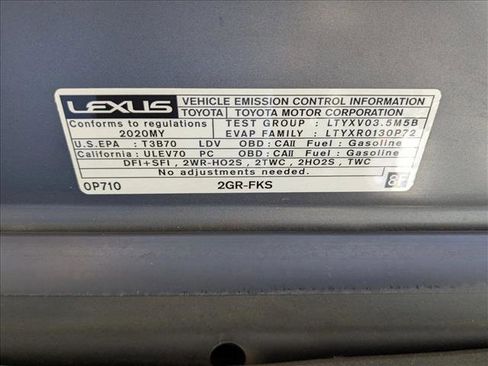 LEXUS VEHICLE EMISSION CONTROL INFORMATION
TOYOTA TOYOTA MOTOR CORPORATION
Conforms to regulations TEST GROUP : LTYXV03.5M5B
2020MY EVAP FAMILY : LTYXR0130P72
U.S.EPA : T3B70 LDV OBD : CAII Fuel : Gasoline
California : ULEV70 PC OBD : CAII Fuel : Gasoline
DFI+SFI , 2WR-HO2S , 2TWC , 2HO2S , TWC
No adjustments needed.
0P710 2GR-FKS